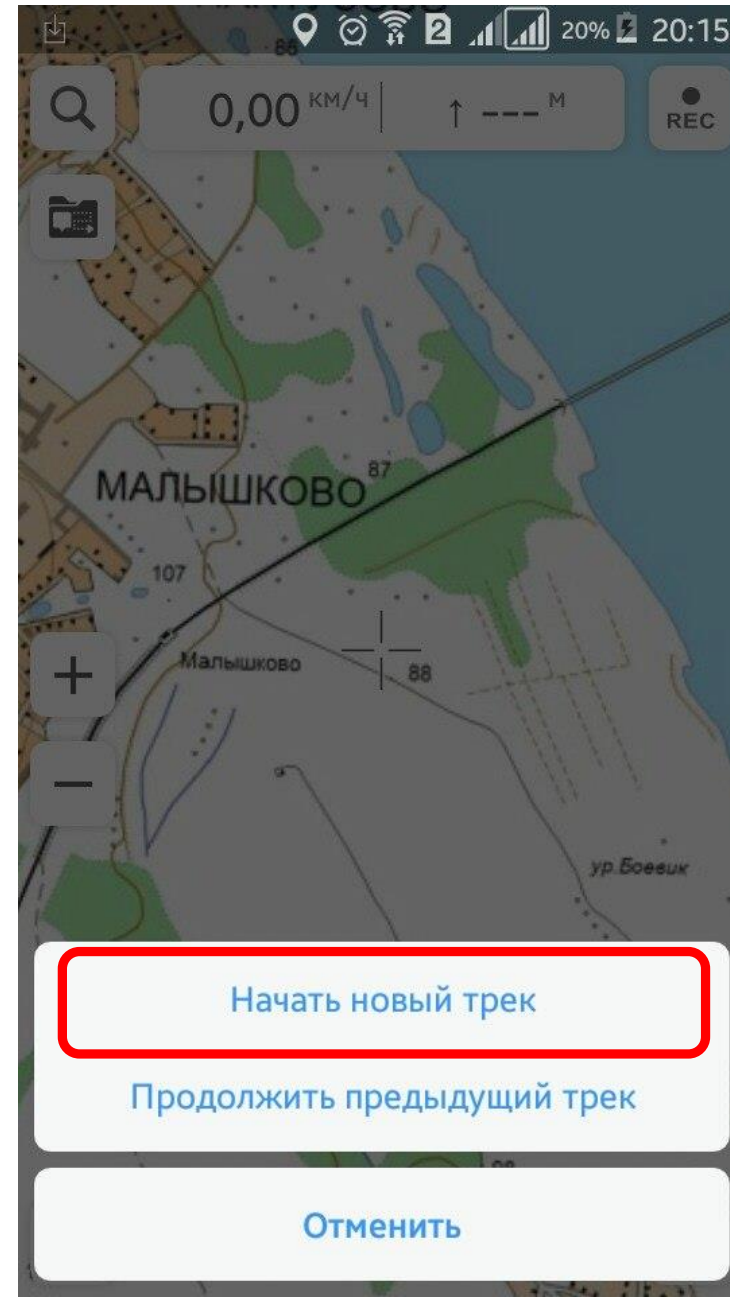 2 20% 20:15
0,00 км/ч ↑ --- м REC
87
МАЛЫШКОВО
107
Малышково 88
ур.Боевик
Начать новый трек
Продолжить предыдущий трек
Отменить